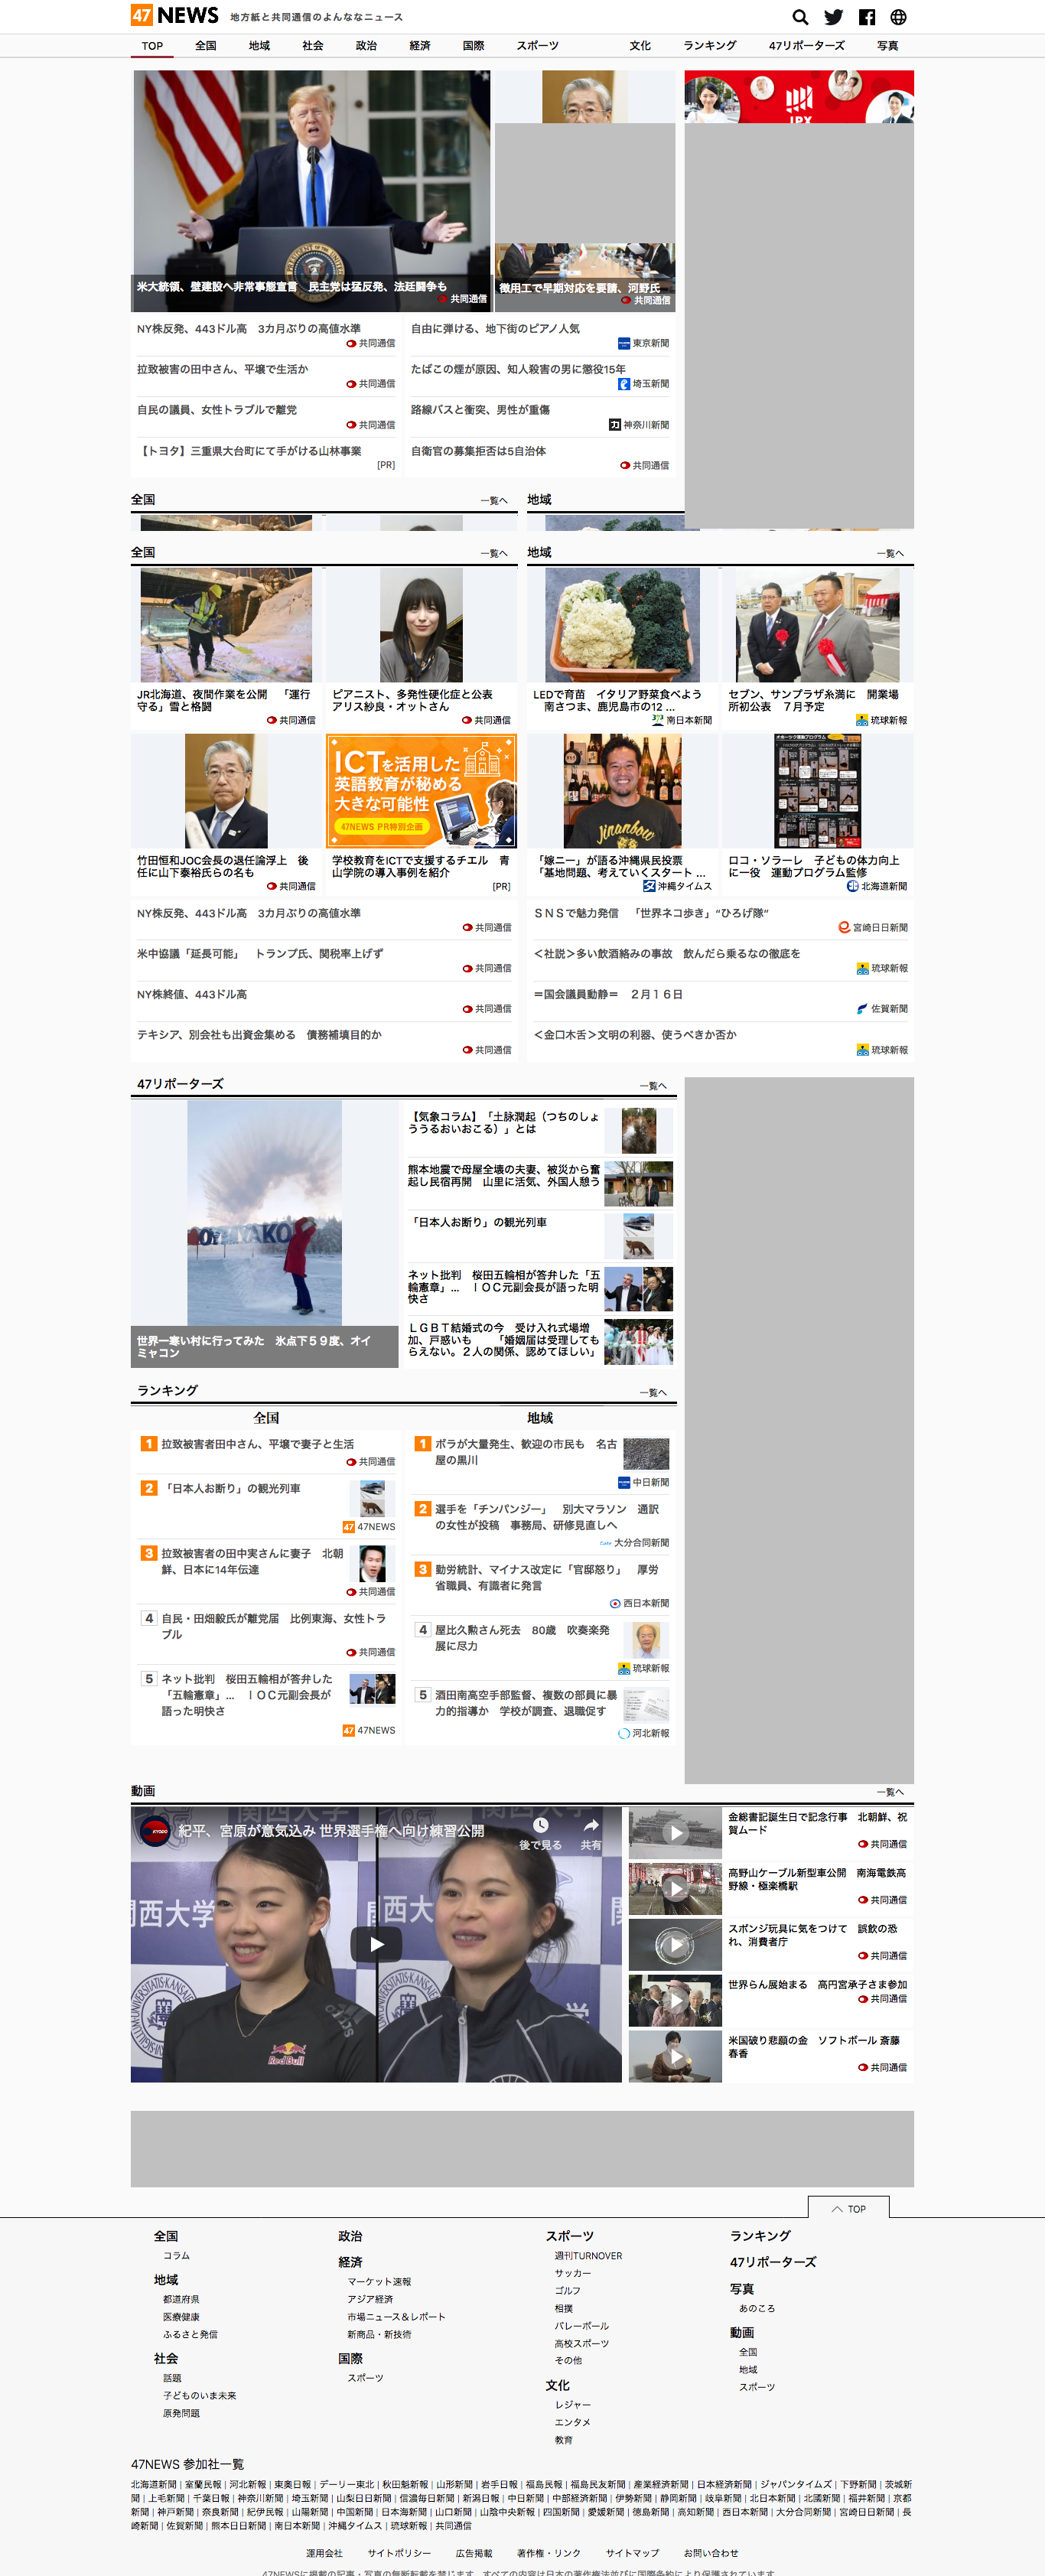 47 NEWS 地方紙と共同通信のよんななニュース
TOP 全国 地域 社会 政治 経済 国際 スポーツ 文化 ランキング 47リポーターズ 写真
米大統領、壁建設へ非常事態宣言　民主党は猛反発、法廷闘争も
共同通信
徴用工で早期対応を要請、河野氏
共同通信
NY株反発、443ドル高　3カ月ぶりの高値水準
共同通信
拉致被害の田中さん、平壌で生活か
共同通信
自民の議員、女性トラブルで離党
共同通信
【トヨタ】三重県大台町にて手がける山林事業
[PR]
自由に弾ける、地下街のピアノ人気
東京新聞
たばこの煙が原因、知人殺害の男に懲役15年
埼玉新聞
路線バスと衝突、男性が重傷
神奈川新聞
自衛官の募集拒否は5自治体
共同通信
全国 一覧へ
地域
全国 一覧へ
地域 一覧へ
JR北海道、夜間作業を公開　「運行
守る」雪と格闘
共同通信
ピアニスト、多発性硬化症と公表
アリス紗良・オットさん
共同通信
LEDで育苗　イタリア野菜食べよう
南さつま、鹿児島市の12 ...
南日本新聞
セブン、サンプラザ糸満に　開業場
所初公表　７月予定
琉球新報
ICTを活用した
英語教育が秘める
大きな可能性
47NEWS PR特別企画
Jinanbow
竹田恒和JOC会長の退任論浮上　後
任に山下泰裕氏らの名も
共同通信
学校教育をICTで支援するチエル　青
山学院の導入事例を紹介
[PR]
「嫁ニー」が語る沖縄県民投票
「基地問題、考えていくスタート ...
沖縄タイムス
ロコ・ソラーレ　子どもの体力向上
に一役　運動プログラム監修
北海道新聞
NY株反発、443ドル高　3カ月ぶりの高値水準
共同通信
米中協議「延長可能」　トランプ氏、関税率上げず
共同通信
NY株終値、443ドル高
共同通信
テキシア、別会社も出資金集める　債務補填目的か
共同通信
ＳＮＳで魅力発信　「世界ネコ歩き」“ひろげ隊”
宮崎日日新聞
＜社説＞多い飲酒絡みの事故　飲んだら乗るなの徹底を
琉球新報
＝国会議員動静＝　２月１６日
佐賀新聞
＜金口木舌＞文明の利器、使うべきか否か
琉球新報
47リポーターズ 一覧へ
世界一寒い村に行ってみた　氷点下５９度、オイ
ミャコン
【気象コラム】「土脉潤起（つちのしょ
ううるおいおこる）」とは
熊本地震で母屋全壊の夫妻、被災から奮
起し民宿再開　山里に活気、外国人憩う
「日本人お断り」の観光列車
ネット批判　桜田五輪相が答弁した「五
輪憲章」...　ＩＯＣ元副会長が語った明
快さ
ＬＧＢＴ結婚式の今　受け入れ式場増
加、戸惑いも　「婚姻届は受理しても
らえない。２人の関係、認めてほしい」
ランキング 一覧へ
全国
1 拉致被害者田中さん、平壌で妻子と生活
共同通信
2 「日本人お断り」の観光列車
47NEWS
3 拉致被害者の田中実さんに妻子　北朝
鮮、日本に14年伝達
共同通信
4 自民・田畑毅氏が離党届　比例東海、女性トラ
ブル
共同通信
5 ネット批判　桜田五輪相が答弁した
「五輪憲章」...　ＩＯＣ元副会長が
語った明快さ
47NEWS
地域
1 ボラが大量発生、歓迎の市民も　名古
屋の黒川
中日新聞
2 選手を「チンパンジー」　別大マラソン　通訳
の女性が投稿　事務局、研修見直しへ
大分合同新聞
3 勤労統計、マイナス改定に「官邸怒り」　厚労
省職員、有識者に発言
西日本新聞
4 屋比久勲さん死去　80歳　吹奏楽発
展に尽力
琉球新報
5 酒田南高空手部監督、複数の部員に暴
力的指導か　学校が調査、退職促す
河北新報
動画 一覧へ
紀平、宮原が意気込み 世界選手権へ向け練習公開
後で見る 共有
Red Bull
金総書記誕生日で記念行事　北朝鮮、祝
賀ムード
共同通信
高野山ケーブル新型車公開　南海電鉄高
野線・極楽橋駅
共同通信
スポンジ玩具に気をつけて　誤飲の恐
れ、消費者庁
共同通信
世界らん展始まる　高円宮承子さま参加
共同通信
米国破り悲願の金　ソフトボール 斎藤
春香
共同通信
TOP
全国
コラム
地域
都道府県
医療健康
ふるさと発信
社会
話題
子どものいま未来
原発問題
政治
経済
マーケット速報
アジア経済
市場ニュース＆レポート
新商品・新技術
国際
スポーツ
スポーツ
週刊TURNOVER
サッカー
ゴルフ
相撲
バレーボール
高校スポーツ
その他
文化
レジャー
エンタメ
教育
ランキング
47リポーターズ
写真
あのころ
動画
全国
地域
スポーツ
47NEWS 参加社一覧
北海道新聞 | 室蘭民報 | 河北新報 | 東奥日報 | デーリー東北 | 秋田魁新報 | 山形新聞 | 岩手日報 | 福島民報 | 福島民友新聞 | 産業経済新聞 | 日本経済新聞 | ジャパンタイムズ | 下野新聞 | 茨城新
聞 | 上毛新聞 | 千葉日報 | 神奈川新聞 | 埼玉新聞 | 山梨日日新聞 | 信濃毎日新聞 | 新潟日報 | 中日新聞 | 中部経済新聞 | 伊勢新聞 | 静岡新聞 | 岐阜新聞 | 北日本新聞 | 北國新聞 | 福井新聞 | 京都
新聞 | 神戸新聞 | 奈良新聞 | 紀伊民報 | 山陽新聞 | 中国新聞 | 日本海新聞 | 山口新聞 | 山陰中央新報 | 四国新聞 | 愛媛新聞 | 徳島新聞 | 高知新聞 | 西日本新聞 | 大分合同新聞 | 宮崎日日新聞 | 長
崎新聞 | 佐賀新聞 | 熊本日日新聞 | 南日本新聞 | 沖縄タイムス | 琉球新報 | 共同通信
運用会社 サイトポリシー 広告掲載 著作権・リンク サイトマップ お問い合わせ
47NEWSに掲載の記事・写真の無断転載を禁じます。すべての内容は日本の著作権法並びに国際条約により保護されています。